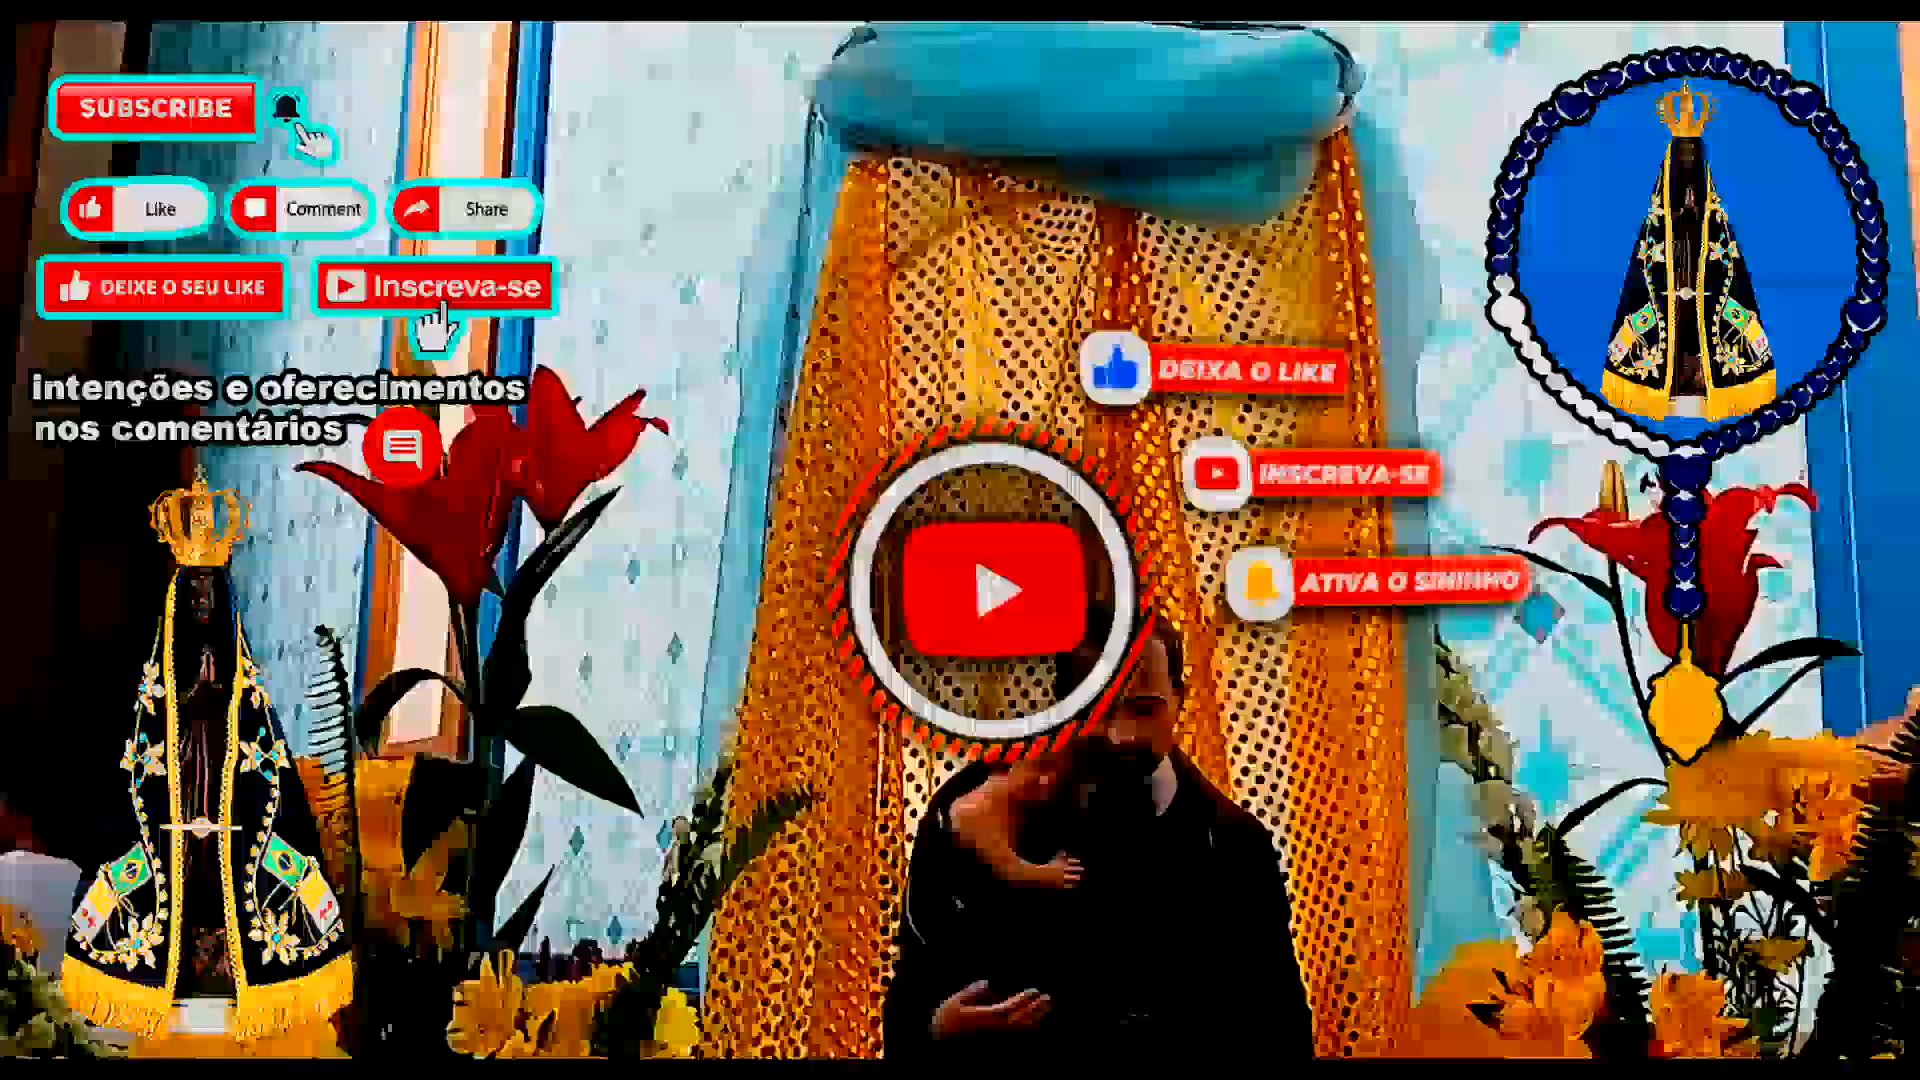 SUBSCRIBE
Like
Comment
Share
DEIXE O SEU LIKE
Inscreva-se
intenções e oferecimentos
nos comentários
DEIXA O LIKE
INSCREVA-SE
ATIVA O SININHO